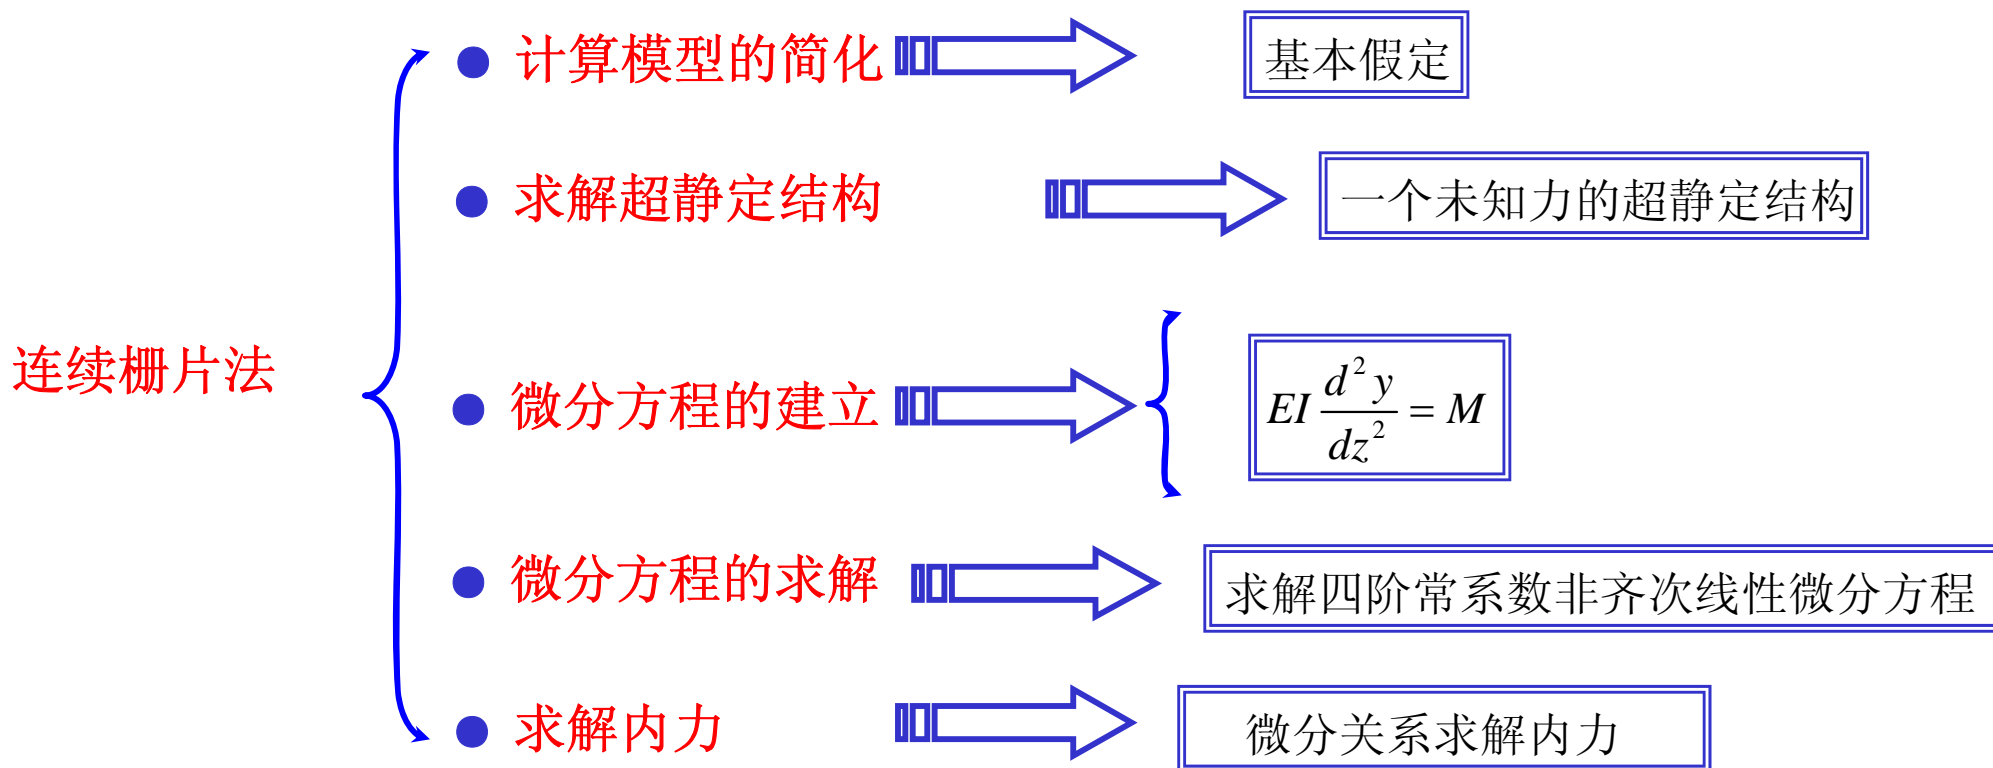 连续栅片法
计算模型的简化
基本假定
求解超静定结构
一个未知力的超静定结构
微分方程的建立
EI d²y/dz² = M
微分方程的求解
求解四阶常系数非齐次线性微分方程
求解内力
微分关系求解内力